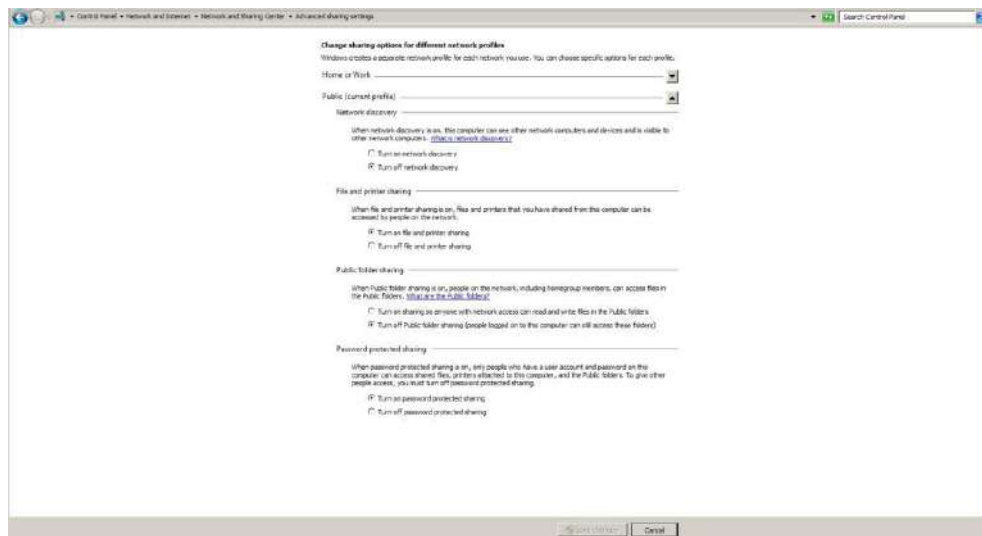 Control Panel • Network and Internet • Network and Sharing Center • Advanced sharing settings
Search Control Panel
Change sharing options for different network profiles
Windows creates a separate network profile for each network you use. You can choose specific options for each profile.
Home or Work
Public (current profile)
Network discovery
When network discovery is on, this computer can see other network computers and devices and is visible to
other network computers. What is network discovery?
Turn on network discovery
Turn off network discovery
File and printer sharing
When file and printer sharing is on, files and printers that you have shared from this computer can be
accessed by people on the network.
Turn on file and printer sharing
Turn off file and printer sharing
Public folder sharing
When Public folder sharing is on, people on the network, including homegroup members, can access files in
the Public folders. What are the Public folders?
Turn on sharing so anyone with network access can read and write files in the Public folders
Turn off Public folder sharing (people logged on to this computer can still access these folders)
Password protected sharing
When password protected sharing is on, only people who have a user account and password on this
computer can access shared files, printers attached to this computer, and the Public folders. To give other
people access, you must turn off password protected sharing.
Turn on password protected sharing
Turn off password protected sharing
Save changes
Cancel